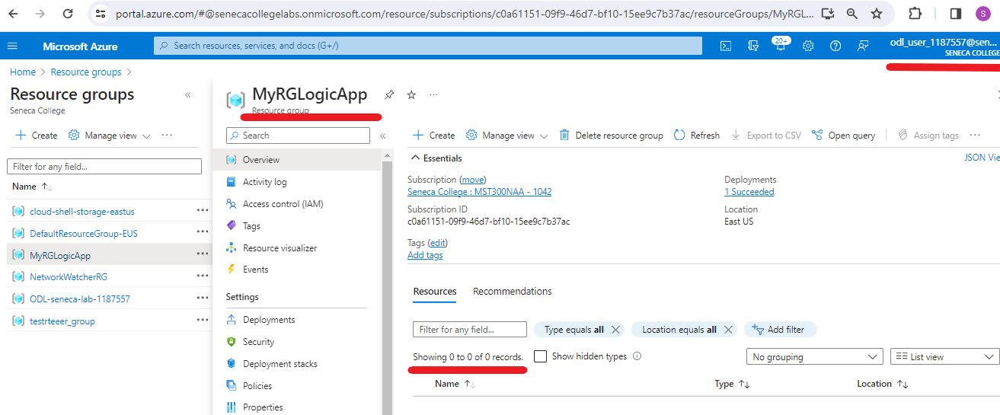 portal.azure.com/#@senecacollegelabs.onmicrosoft.com/resource/subscriptions/c0a61151-09f9-46d7-bf10-15ee9c7b37ac/resourceGroups/MyRGL...
S
Microsoft Azure
Search resources, services, and docs (G+/)
20+
odl_user_1187557@sen...
SENECA COLLEGE
Home > Resource groups >
Resource groups
Seneca College
Create
Manage view
Filter for any field...
Name
cloud-shell-storage-eastus
DefaultResourceGroup-EUS
MyRGLogicApp
NetworkWatcherRG
ODL-seneca-lab-1187557
testrteeer_group
MyRGLogicApp
Resource group
Search
Overview
Activity log
Access control (IAM)
Tags
Resource visualizer
Events
Settings
Deployments
Security
Deployment stacks
Policies
Properties
Create
Manage view
Delete resource group
Refresh
Export to CSV
Open query
Assign tags
Essentials
JSON Vie
Subscription (move)
Seneca College : MST300NAA - 1042
Subscription ID
c0a61151-09f9-46d7-bf10-15ee9c7b37ac
Deployments
1 Succeeded
Location
East US
Tags (edit)
Add tags
Resources Recommendations
Filter for any field...
Type equals all
Location equals all
Add filter
Showing 0 to 0 of 0 records.
Show hidden types
No grouping
List view
Name Type Location